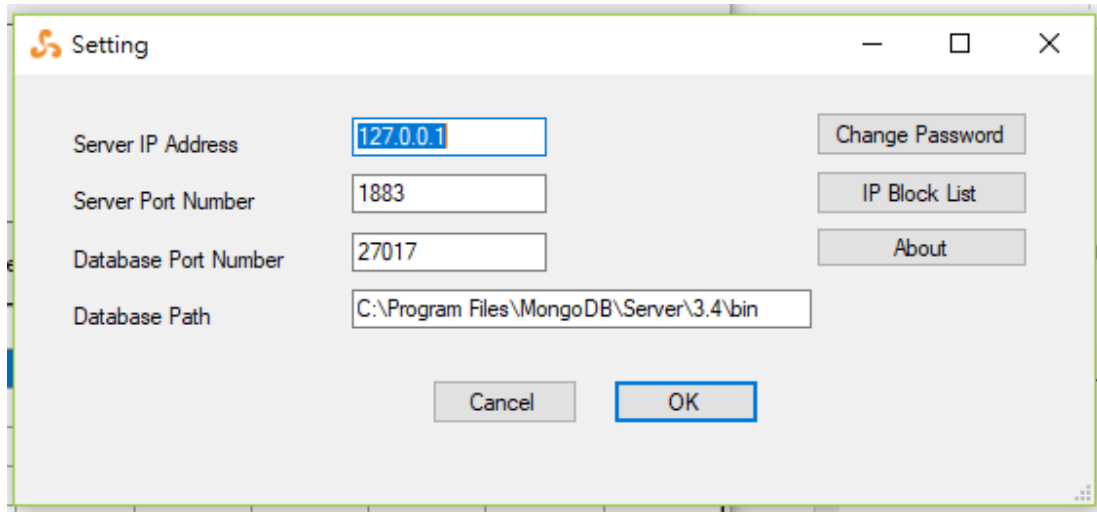 Setting
Server IP Address 127.0.0.1 Change Password
Server Port Number 1883 IP Block List
Database Port Number 27017 About
Database Path C:\Program Files\MongoDB\Server\3.4\bin
Cancel OK